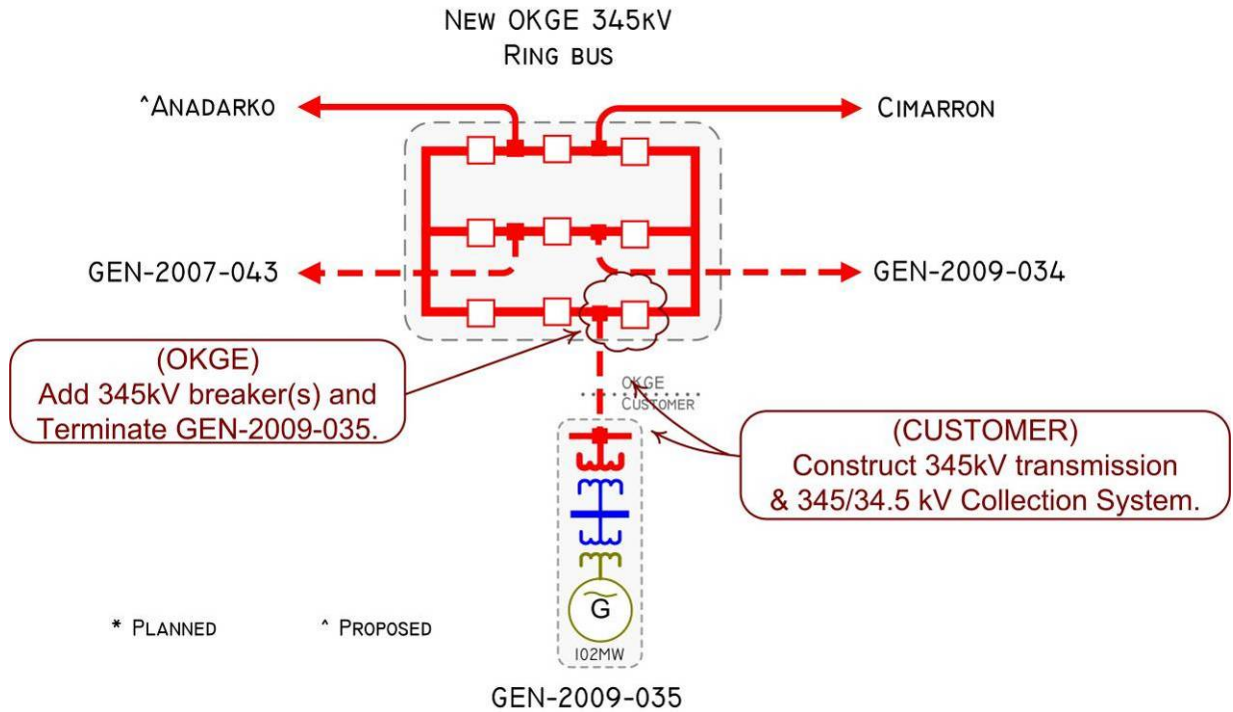 NEW OKGE 345KV
RING BUS
^ANADARKO
CIMARRON
GEN-2007-043
GEN-2009-034
(OKGE)
Add 345kV breaker(s) and
Terminate GEN-2009-035.
OKGE
CUSTOMER
(CUSTOMER)
Construct 345kV transmission
& 345/34.5 kV Collection System.
G
102MW
* PLANNED
^ PROPOSED
GEN-2009-035